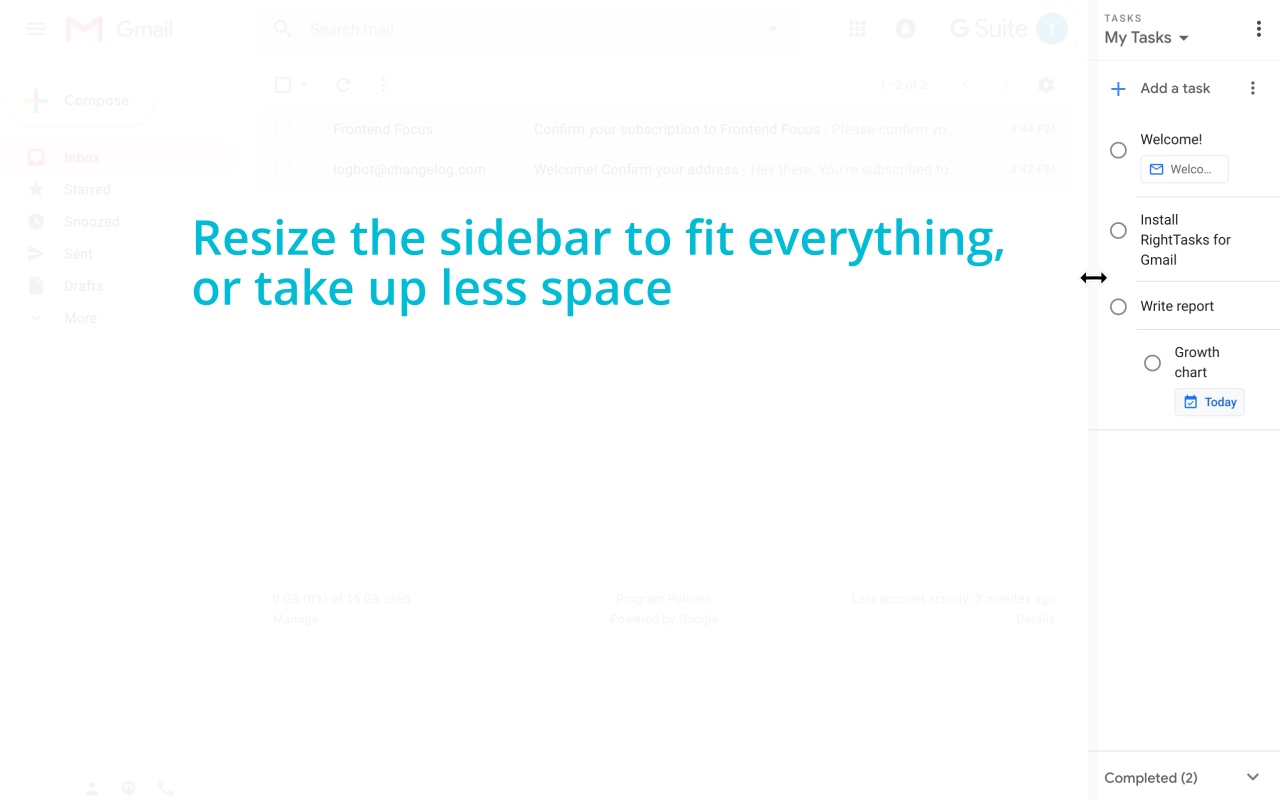 Gmail
Search mail
G Suite
TASKS
My Tasks
Compose
1 - 2 of 2
Add a task
Frontend Focus Confirm your subscription to Frontend Focus - Please confirm yo... 3:44 PM
logbot@changelog.com Welcome! Confirm your address - Hey there, You're subscribed to... 3:42 PM
Inbox
Starred
Snoozed
Sent
Drafts
More
Resize the sidebar to fit everything,
or take up less space
Welcome!
Welco...
Install
RightTasks for
Gmail
Write report
Growth
chart
Today
0 GB (0%) of 15 GB used
Manage
Program Policies
Powered by Google
Last account activity: 3 minutes ago
Details
Completed (2)